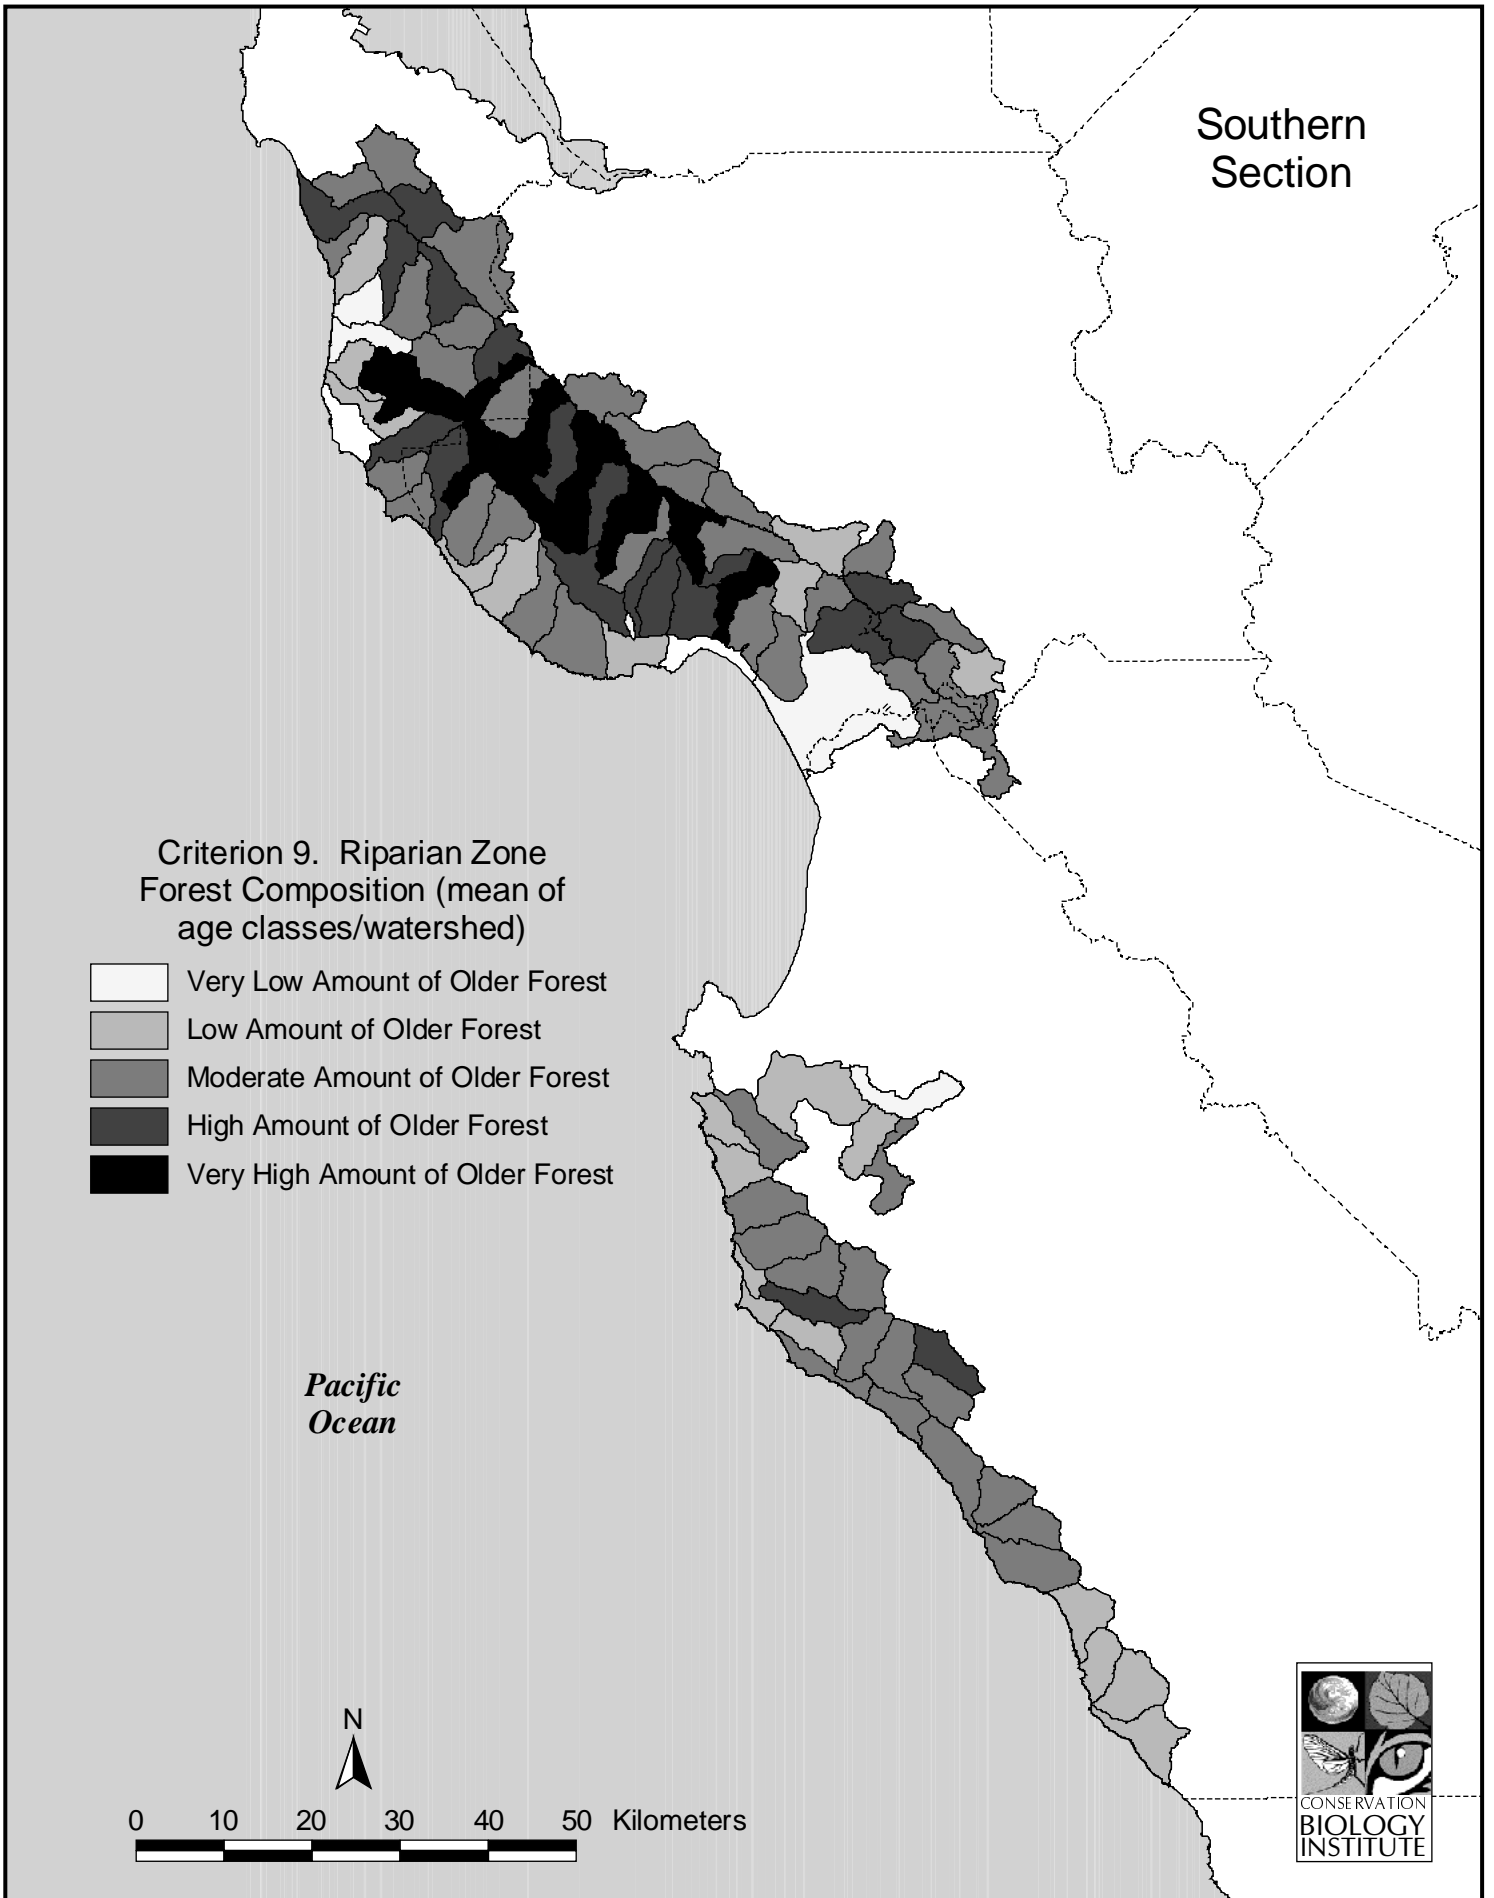 Southern
Section
Criterion 9. Riparian Zone
Forest Composition (mean of
age classes/watershed)
Very Low Amount of Older Forest
Low Amount of Older Forest
Moderate Amount of Older Forest
High Amount of Older Forest
Very High Amount of Older Forest
Pacific
Ocean
N
0 10 20 30 40 50 Kilometers
CONSERVATION
BIOLOGY
INSTITUTE